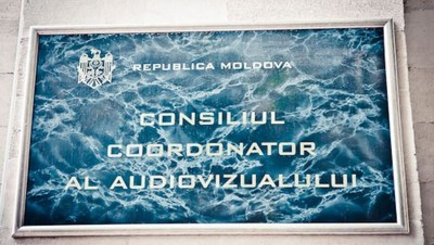 REPUBLICA MOLDOVA
CONSILIUL
COORDONATOR
AL AUDIOVIZUALULUI